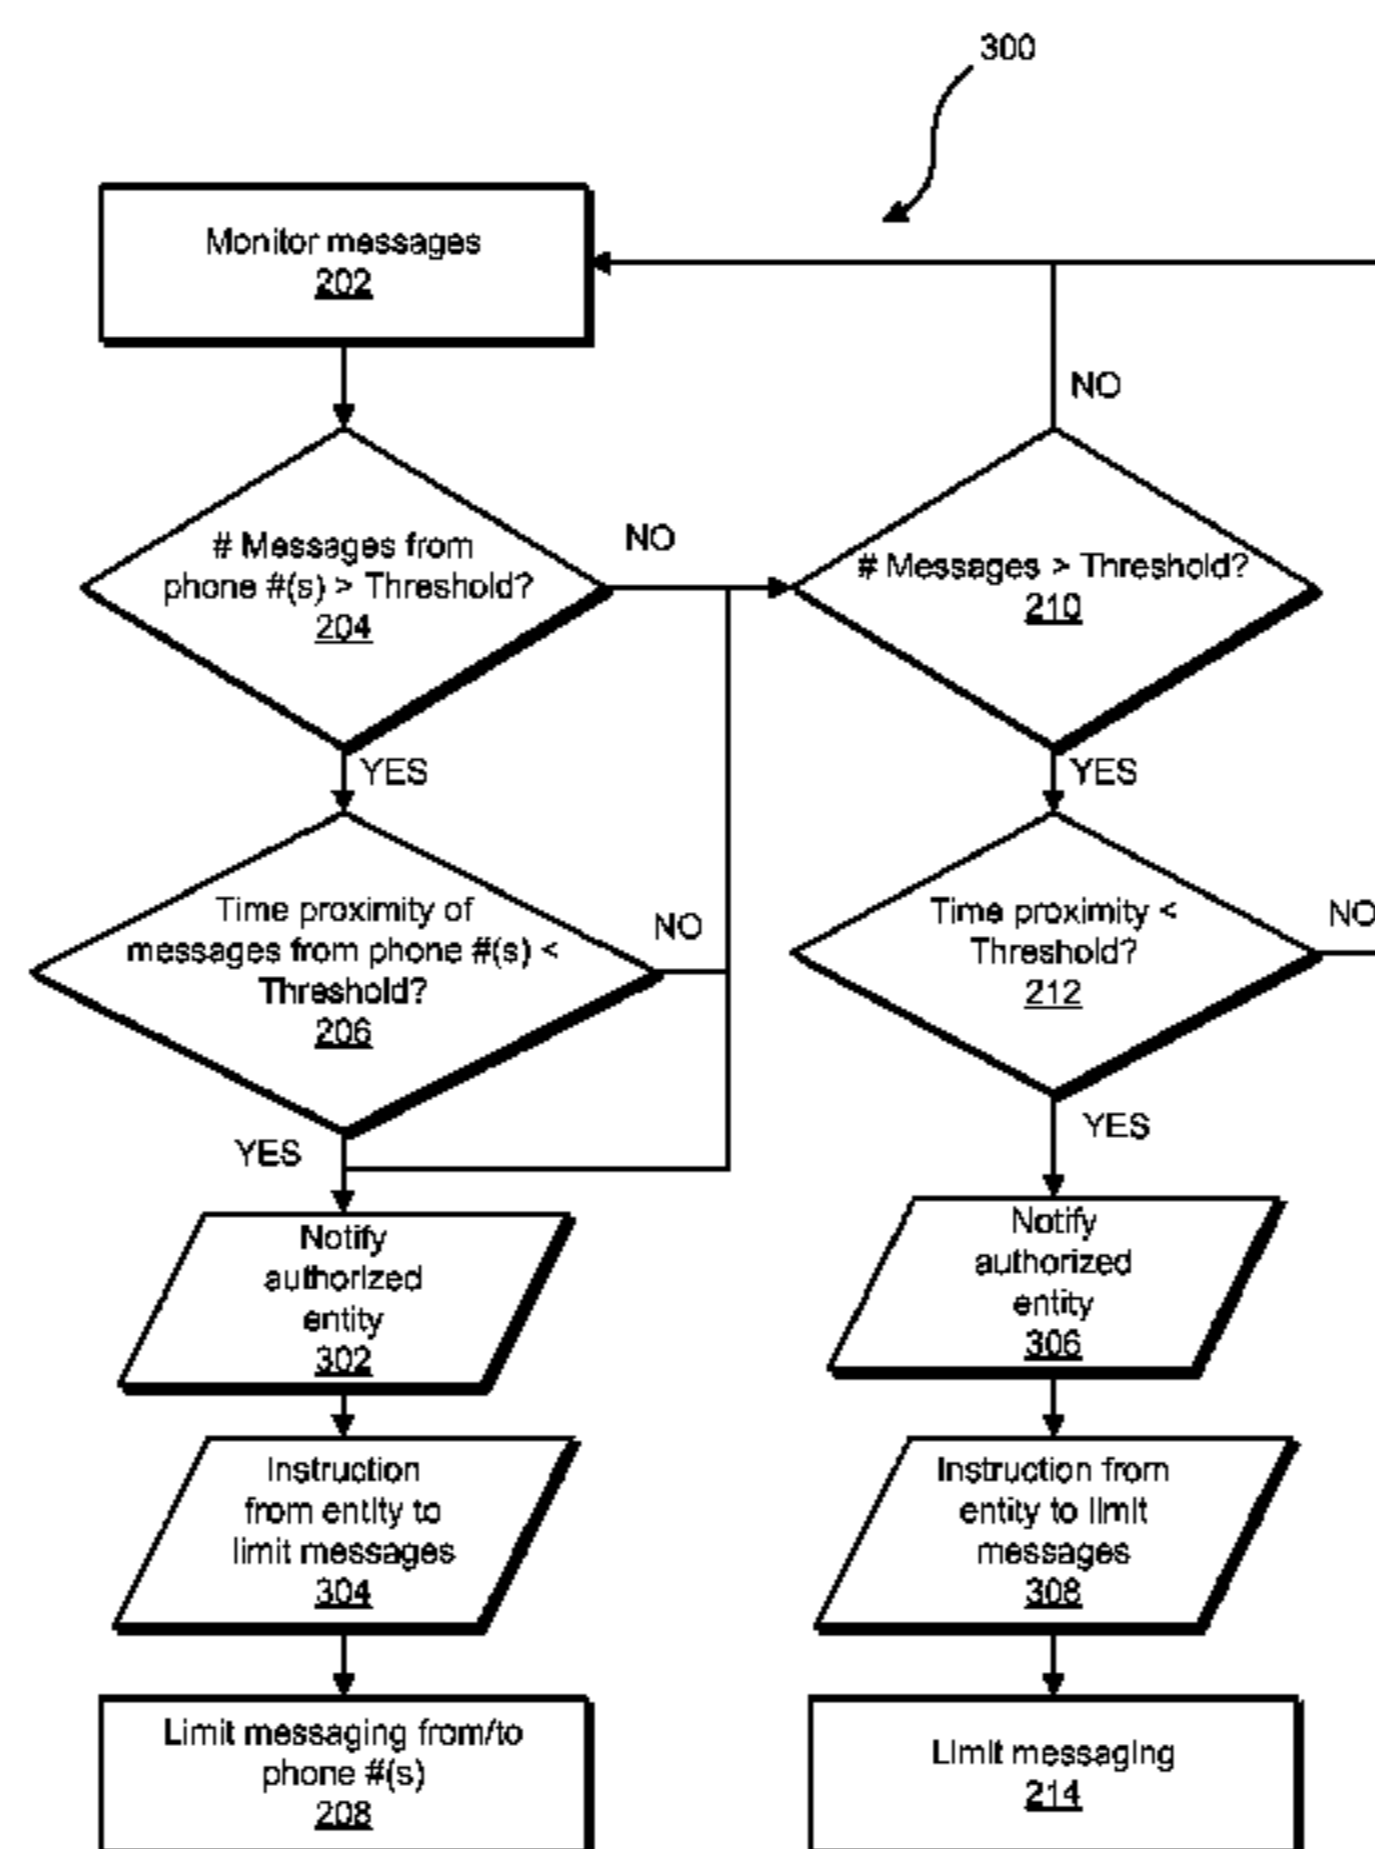 300
Monitor messages
202
NO
# Messages from
phone #(s) > Threshold?
204
NO
# Messages > Threshold?
210
YES
YES
Time proximity of
messages from phone #(s) <
Threshold?
206
NO
Time proximity <
Threshold?
212
NO
YES
YES
Notify
authorized
entity
302
Notify
authorized
entity
306
Instruction
from entity to
limit messages
304
Instruction from
entity to limit
messages
308
Limit messaging from/to
phone #(s)
208
Limit messaging
214